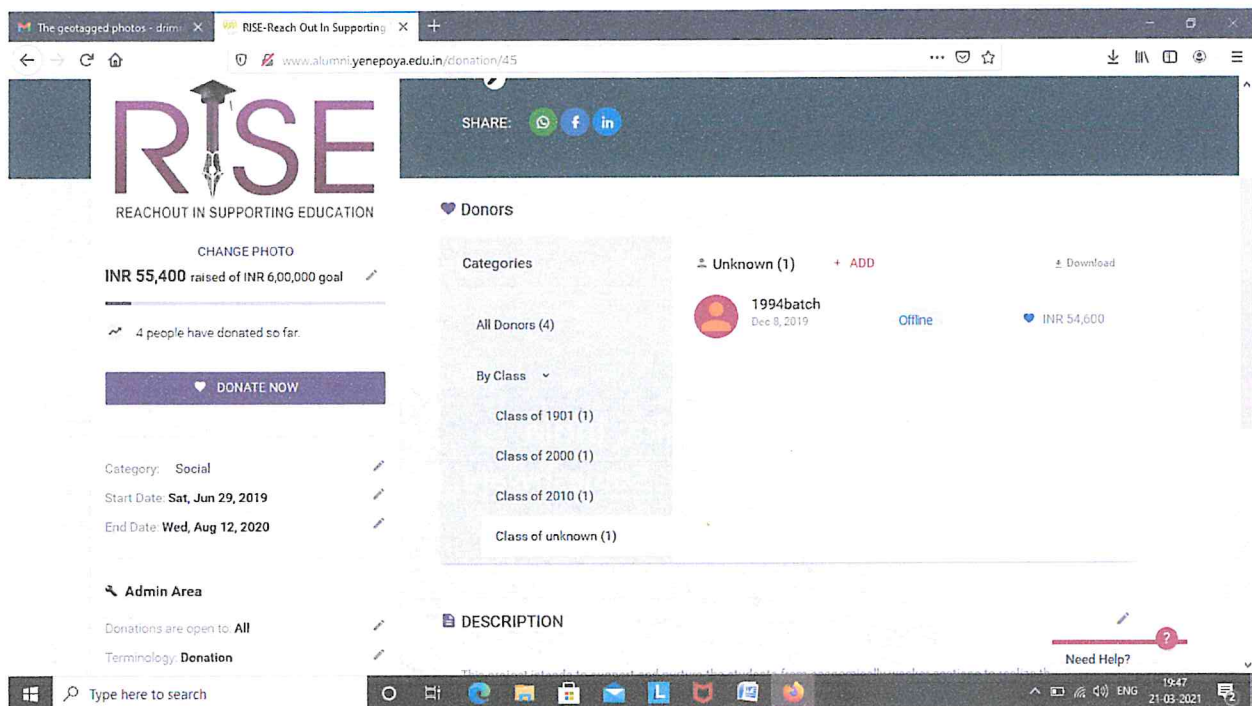 The geotagged photos - drim
RISE-Reach Out In Supporting
www.alumni.yenepoya.edu.in/donation/45
RISE
REACHOUT IN SUPPORTING EDUCATION
CHANGE PHOTO
INR 55,400 raised of INR 6,00,000 goal
4 people have donated so far.
DONATE NOW
Category: Social
Start Date: Sat, Jun 29, 2019
End Date: Wed, Aug 12, 2020
Admin Area
Donations are open to: All
Terminology: Donation
SHARE:
Donors
Categories
All Donors (4)
By Class
Class of 1901 (1)
Class of 2000 (1)
Class of 2010 (1)
Class of unknown (1)
Unknown (1) + ADD Download
1994batch
Dec 8, 2019 Offline INR 54,600
DESCRIPTION
Need Help?
Type here to search
ENG
19:47
21-03-2021